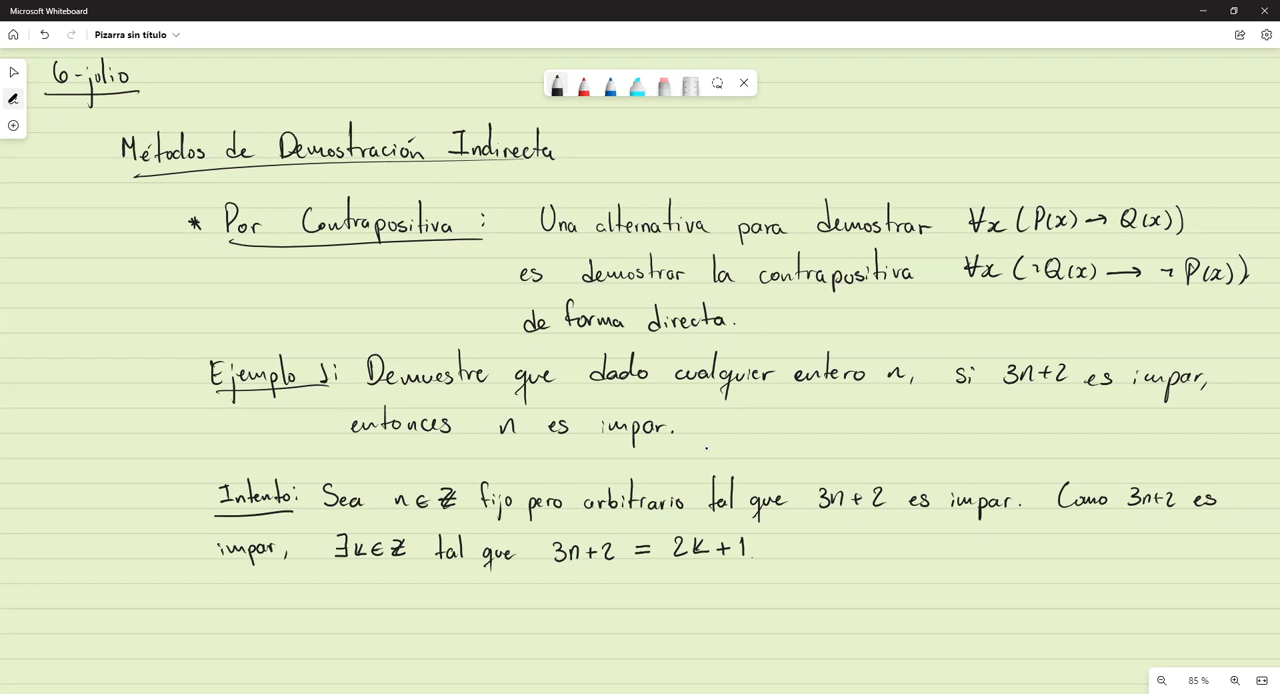 Microsoft Whiteboard
Pizarra sin título
6-julio
Métodos de Demostración Indirecta
* Por Contrapositiva: Una alternativa para demostrar ∀x (P(x) → Q(x))
es demostrar la contrapositiva ∀x (¬Q(x) → ¬P(x))
de forma directa.
Ejemplo 1: Demuestre que dado cualquier entero n, si 3n+2 es impar,
entonces n es impar.
Intento: Sea n ∈ ℤ fijo pero arbitrario tal que 3n+2 es impar. Como 3n+2 es
impar, ∃k∈ℤ tal que 3n+2 = 2k+1.
85 %